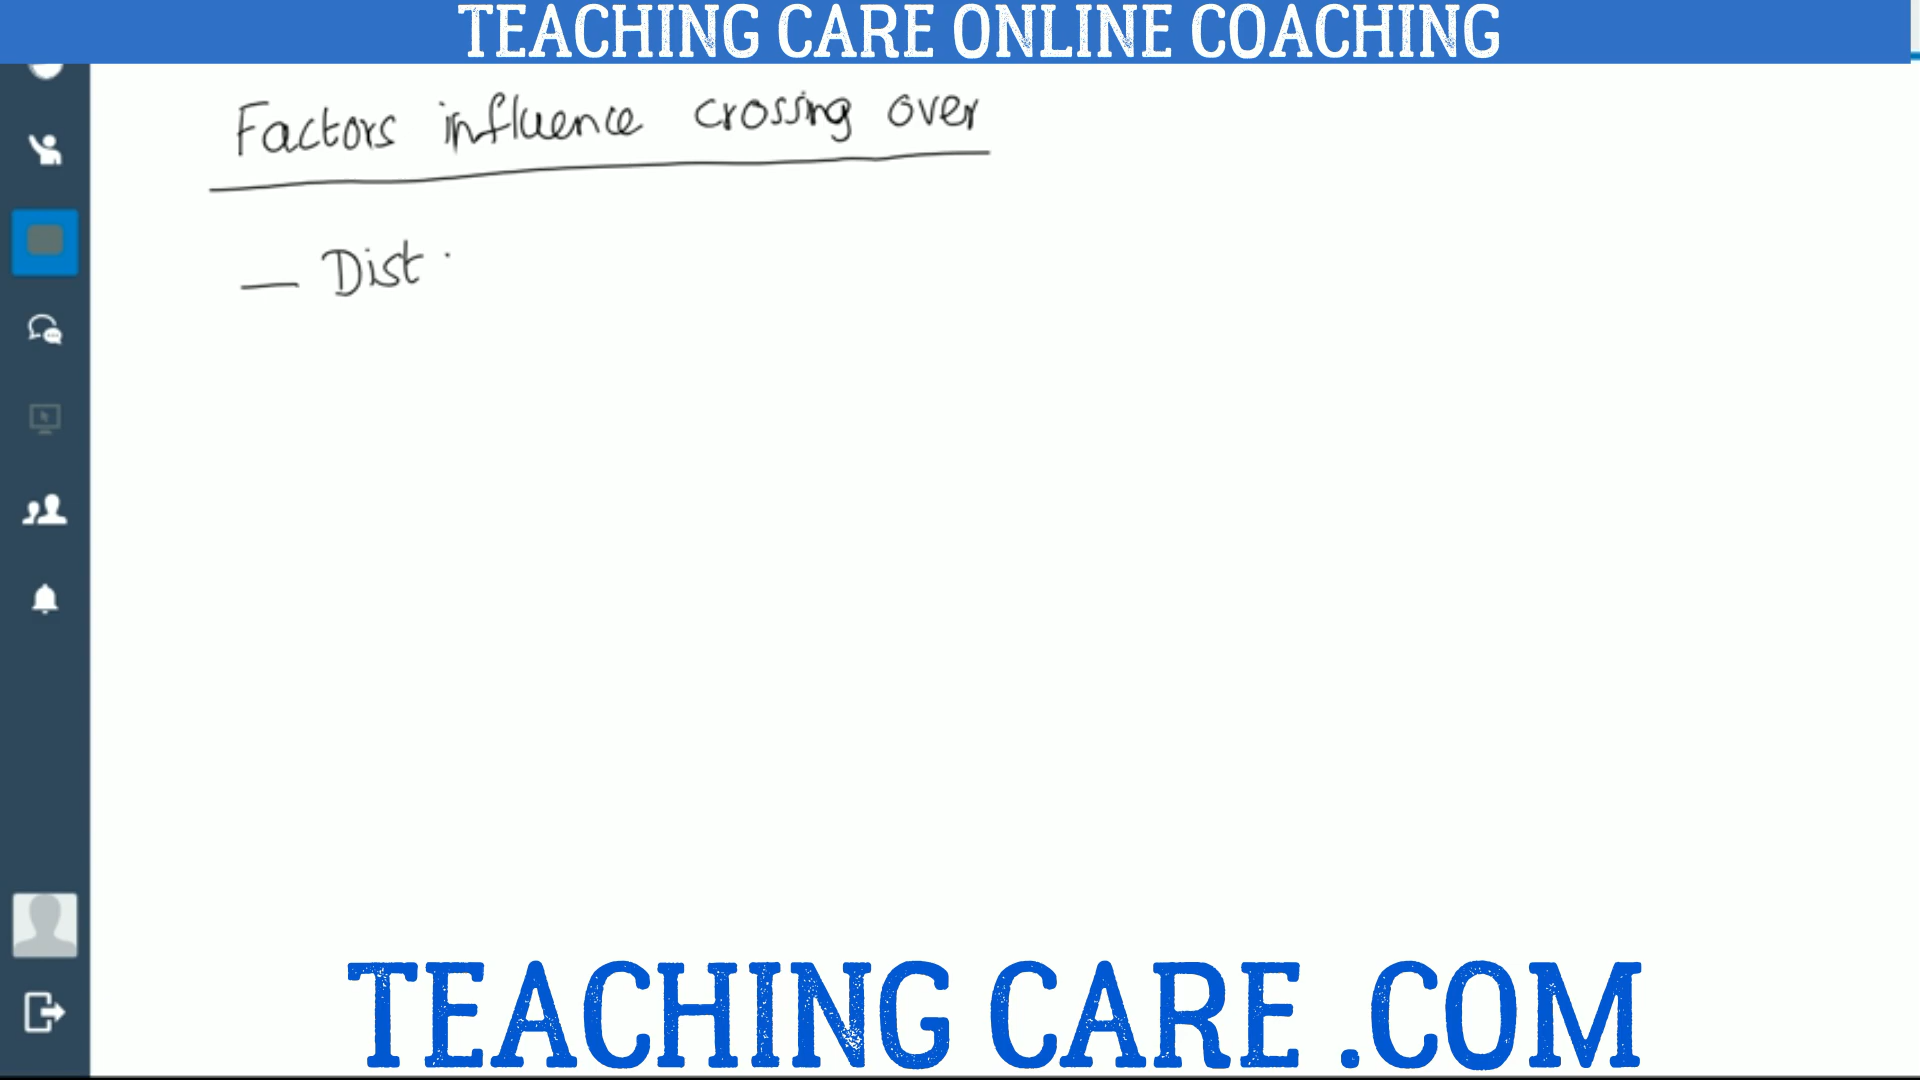 TEACHING CARE ONLINE COACHING
Factors influence crossing over
— Dist
TEACHING CARE .COM